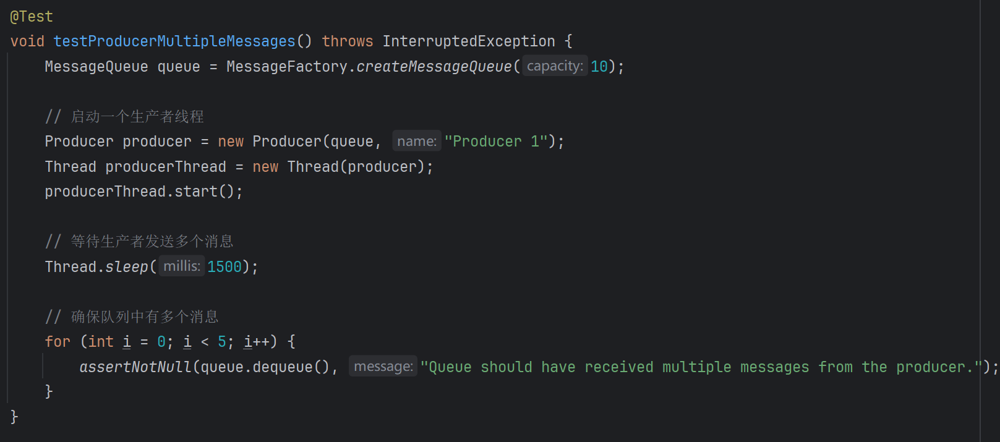 @Test
void testProducerMultipleMessages() throws InterruptedException {
MessageQueue queue = MessageFactory.createMessageQueue( capacity: 10);
// 启动一个生产者线程
Producer producer = new Producer(queue, name: "Producer 1");
Thread producerThread = new Thread(producer);
producerThread.start();
// 等待生产者发送多个消息
Thread.sleep( millis: 1500);
// 确保队列中有多个消息
for (int i = 0; i < 5; i++) {
assertNotNull(queue.dequeue(), message: "Queue should have received multiple messages from the producer.");
}
}